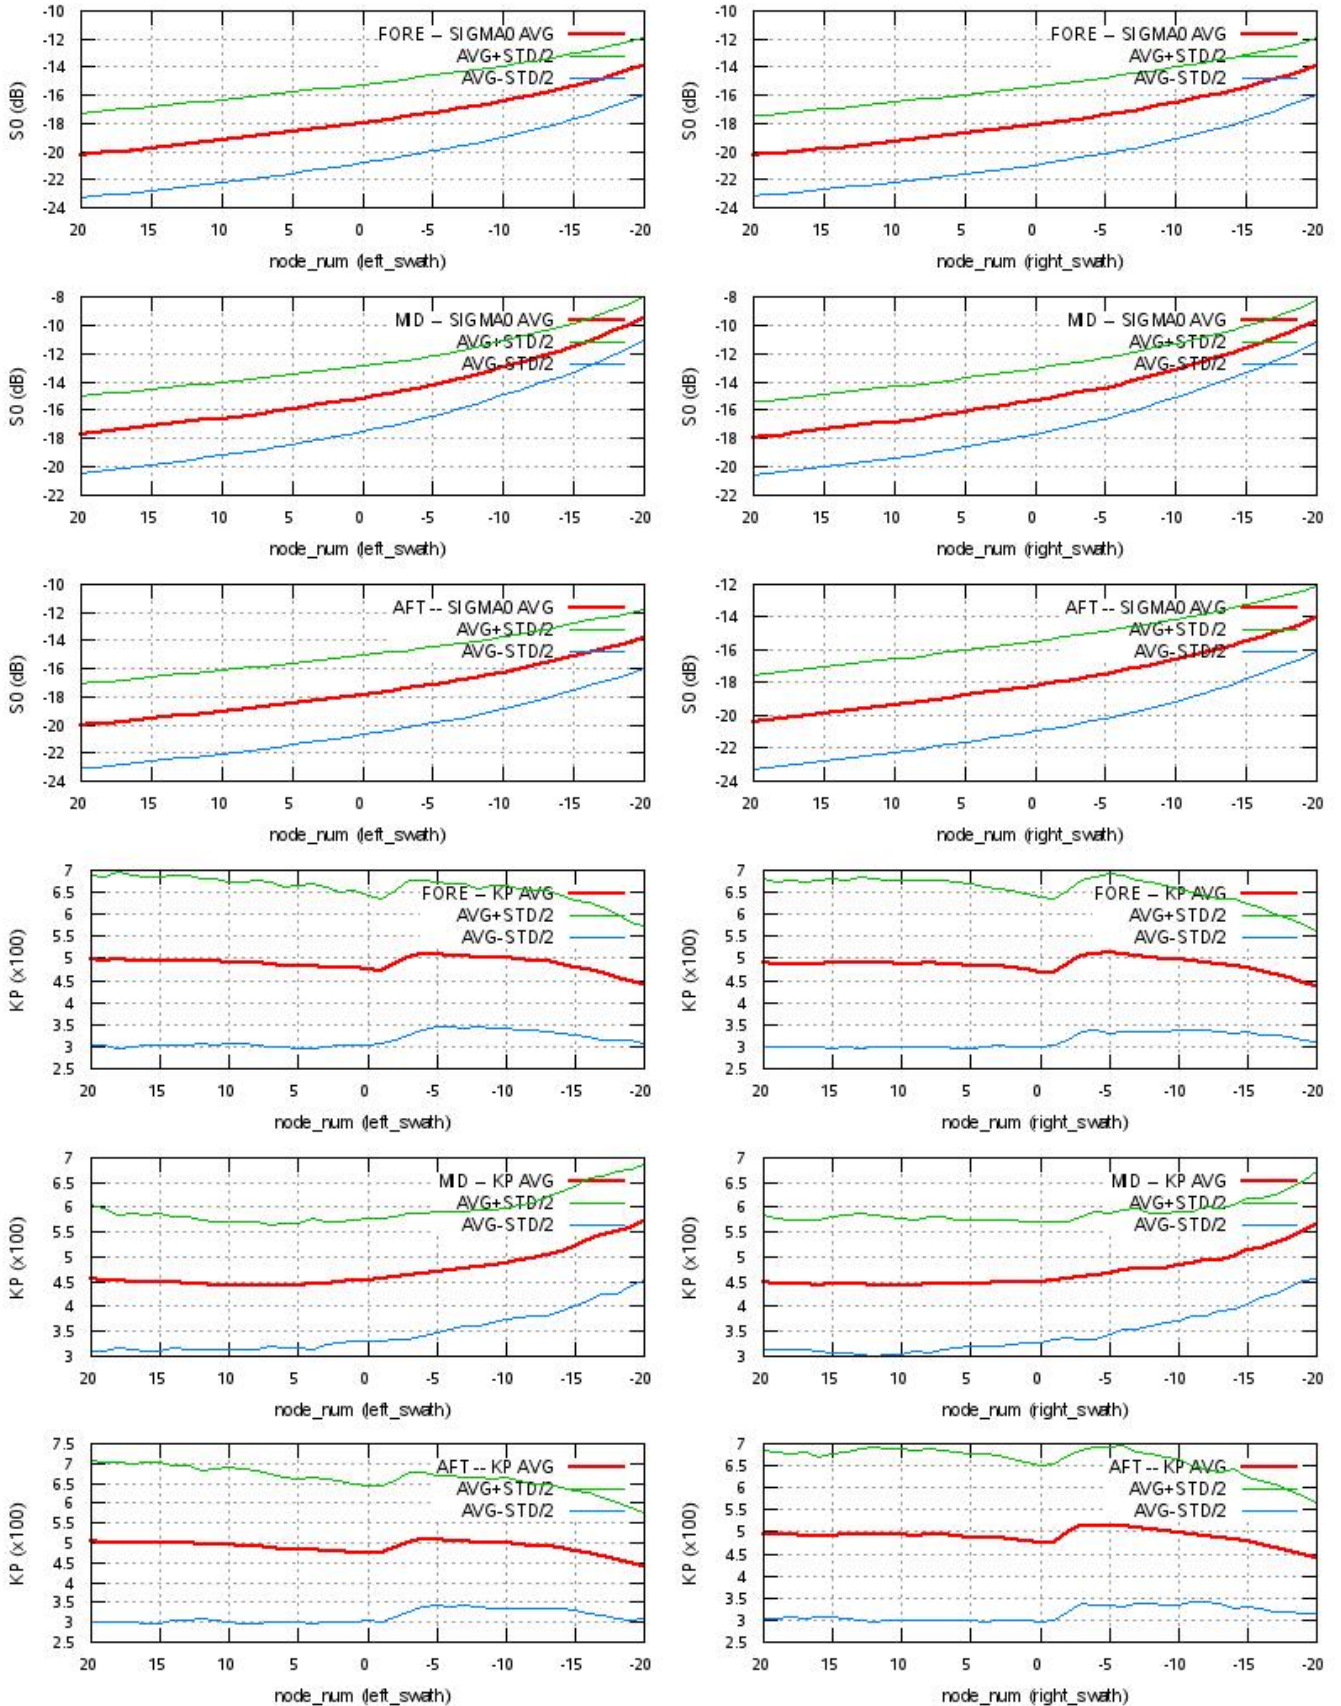 -10
-12
-14
-16
-18
-20
-22
-24
S0 (dB)
FORE -- SIGMA0 AVG
AVG+STD/2
AVG-STD/2
20 15 10 5 0 -5 -10 -15 -20
node_num (left_swath)
-10
-12
-14
-16
-18
-20
-22
-24
S0 (dB)
FORE -- SIGMA0 AVG
AVG+STD/2
AVG-STD/2
20 15 10 5 0 -5 -10 -15 -20
node_num (right_swath)
-8
-10
-12
-14
-16
-18
-20
-22
S0 (dB)
MID -- SIGMA0 AVG
AVG+STD/2
AVG-STD/2
20 15 10 5 0 -5 -10 -15 -20
node_num (left_swath)
-8
-10
-12
-14
-16
-18
-20
-22
S0 (dB)
MID -- SIGMA0 AVG
AVG+STD/2
AVG-STD/2
20 15 10 5 0 -5 -10 -15 -20
node_num (right_swath)
-10
-12
-14
-16
-18
-20
-22
-24
S0 (dB)
AFT -- SIGMA0 AVG
AVG+STD/2
AVG-STD/2
20 15 10 5 0 -5 -10 -15 -20
node_num (left_swath)
-12
-14
-16
-18
-20
-22
-24
S0 (dB)
AFT -- SIGMA0 AVG
AVG+STD/2
AVG-STD/2
20 15 10 5 0 -5 -10 -15 -20
node_num (right_swath)
7
6.5
6
5.5
5
4.5
4
3.5
3
2.5
KP (x100)
FORE -- KP AVG
AVG+STD/2
AVG-STD/2
20 15 10 5 0 -5 -10 -15 -20
node_num (left_swath)
7
6.5
6
5.5
5
4.5
4
3.5
3
2.5
KP (x100)
FORE -- KP AVG
AVG+STD/2
AVG-STD/2
20 15 10 5 0 -5 -10 -15 -20
node_num (right_swath)
7
6.5
6
5.5
5
4.5
4
3.5
3
KP (x100)
MID -- KP AVG
AVG+STD/2
AVG-STD/2
20 15 10 5 0 -5 -10 -15 -20
node_num (left_swath)
7
6.5
6
5.5
5
4.5
4
3.5
3
KP (x100)
MID -- KP AVG
AVG+STD/2
AVG-STD/2
20 15 10 5 0 -5 -10 -15 -20
node_num (right_swath)
7.5
7
6.5
6
5.5
5
4.5
4
3.5
3
2.5
KP (x100)
AFT -- KP AVG
AVG+STD/2
AVG-STD/2
20 15 10 5 0 -5 -10 -15 -20
node_num (left_swath)
7
6.5
6
5.5
5
4.5
4
3.5
3
2.5
KP (x100)
AFT -- KP AVG
AVG+STD/2
AVG-STD/2
20 15 10 5 0 -5 -10 -15 -20
node_num (right_swath)